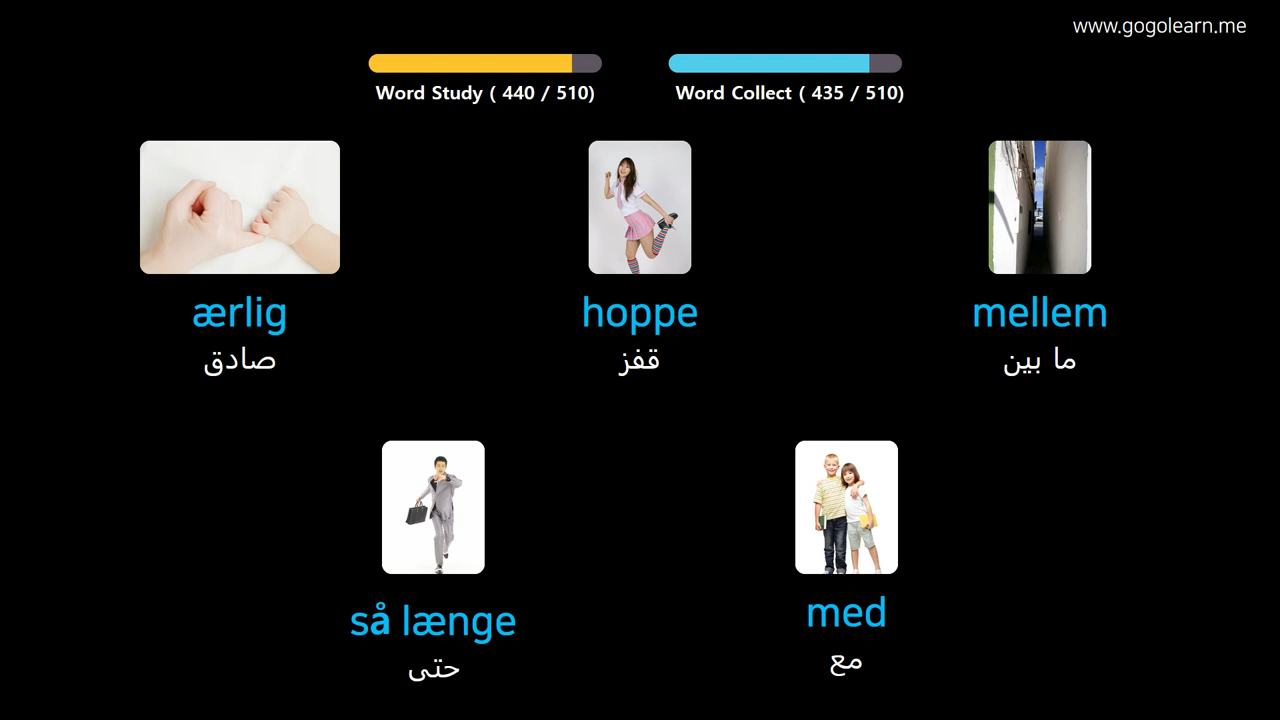 www.gogolearn.me
Word Study ( 440 / 510)
Word Collect ( 435 / 510)
ærlig
صادق
hoppe
قفز
mellem
ما بين
så længe
حتى
med
مع